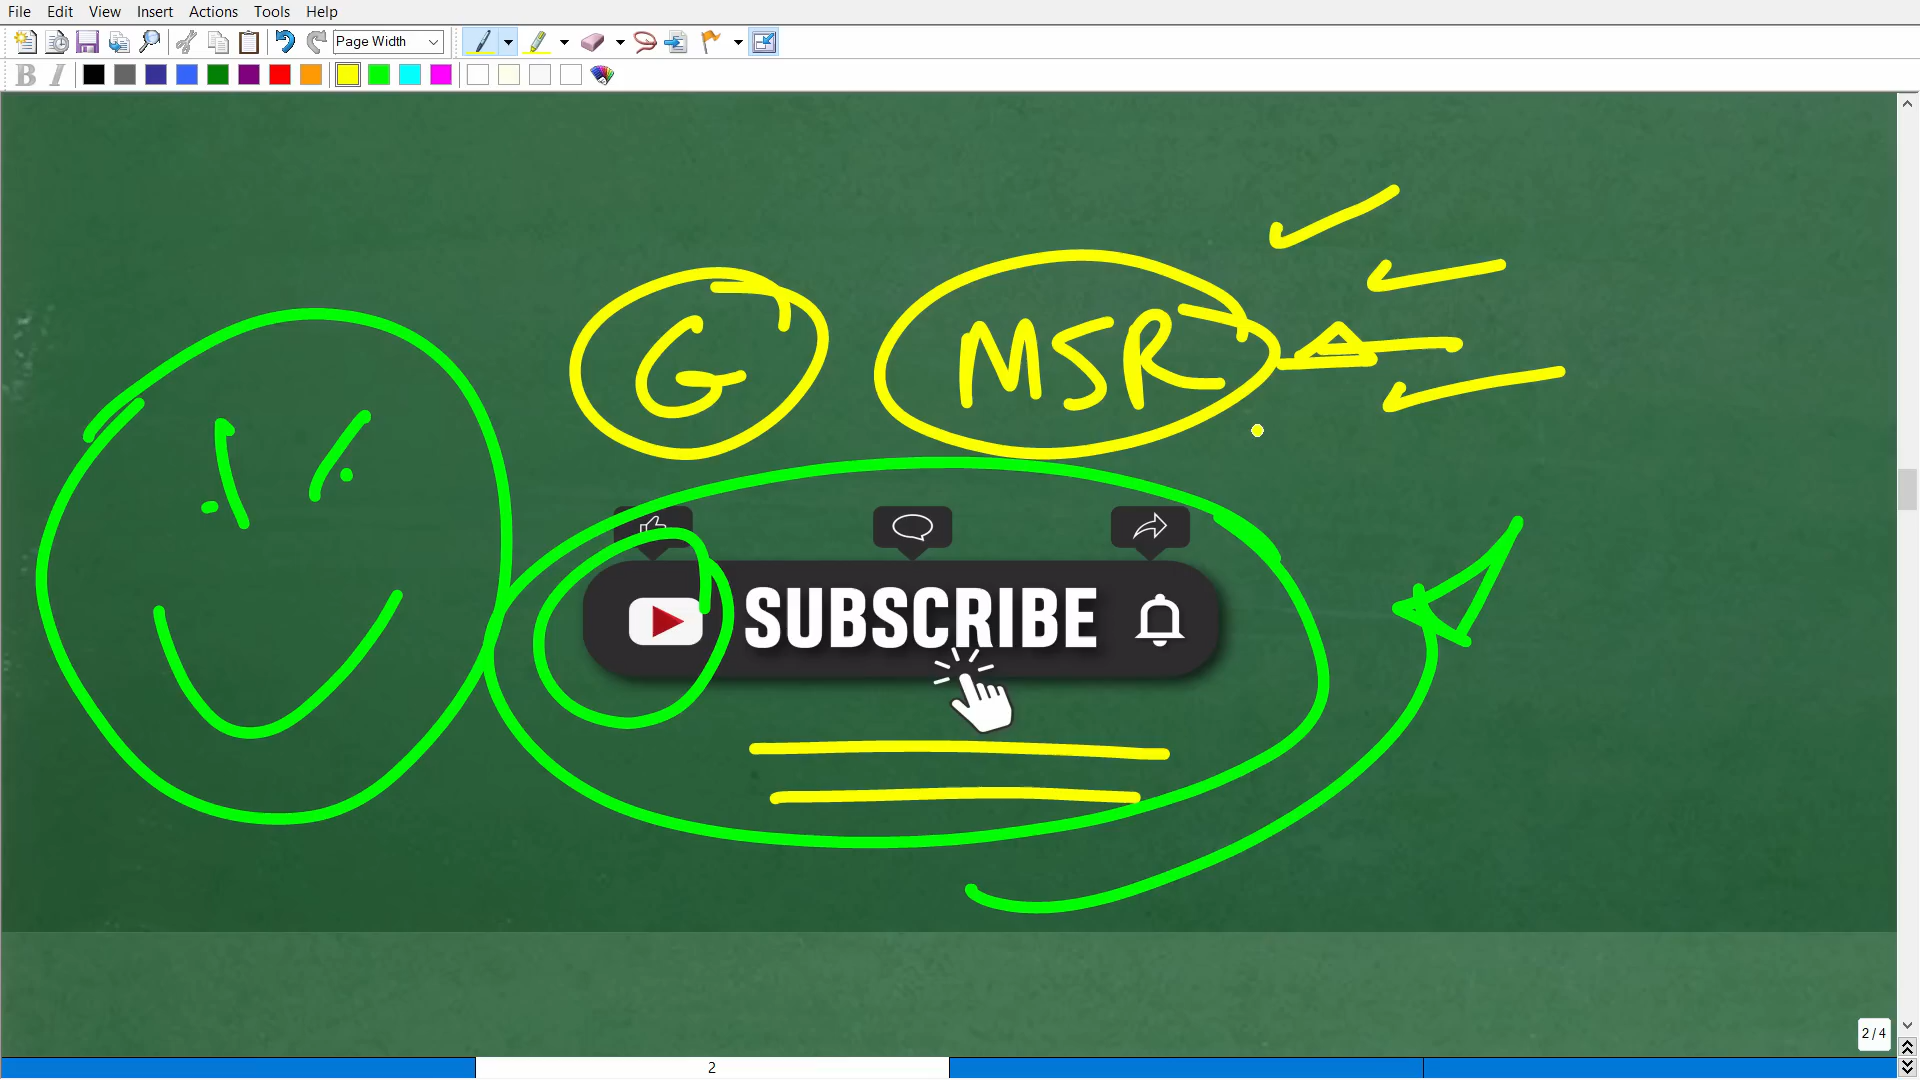 File Edit View Insert Actions Tools Help
Page Width
B I
G MSR
SUBSCRIBE
2 / 4
2